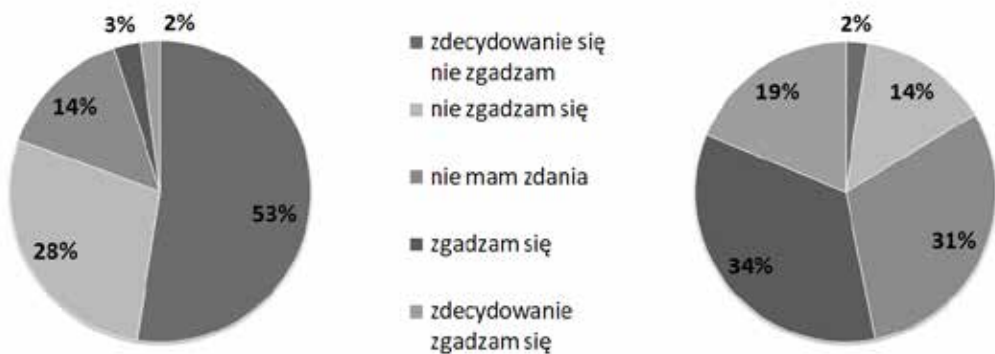 3%
2%
14%
28%
53%
zdecydowanie się
nie zgadzam
nie zgadzam się
nie mam zdania
zgadzam się
zdecydowanie
zgadzam się
2%
19%
14%
34%
31%